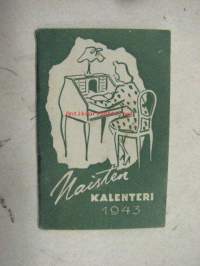 Naisten
KALENTERI
1943